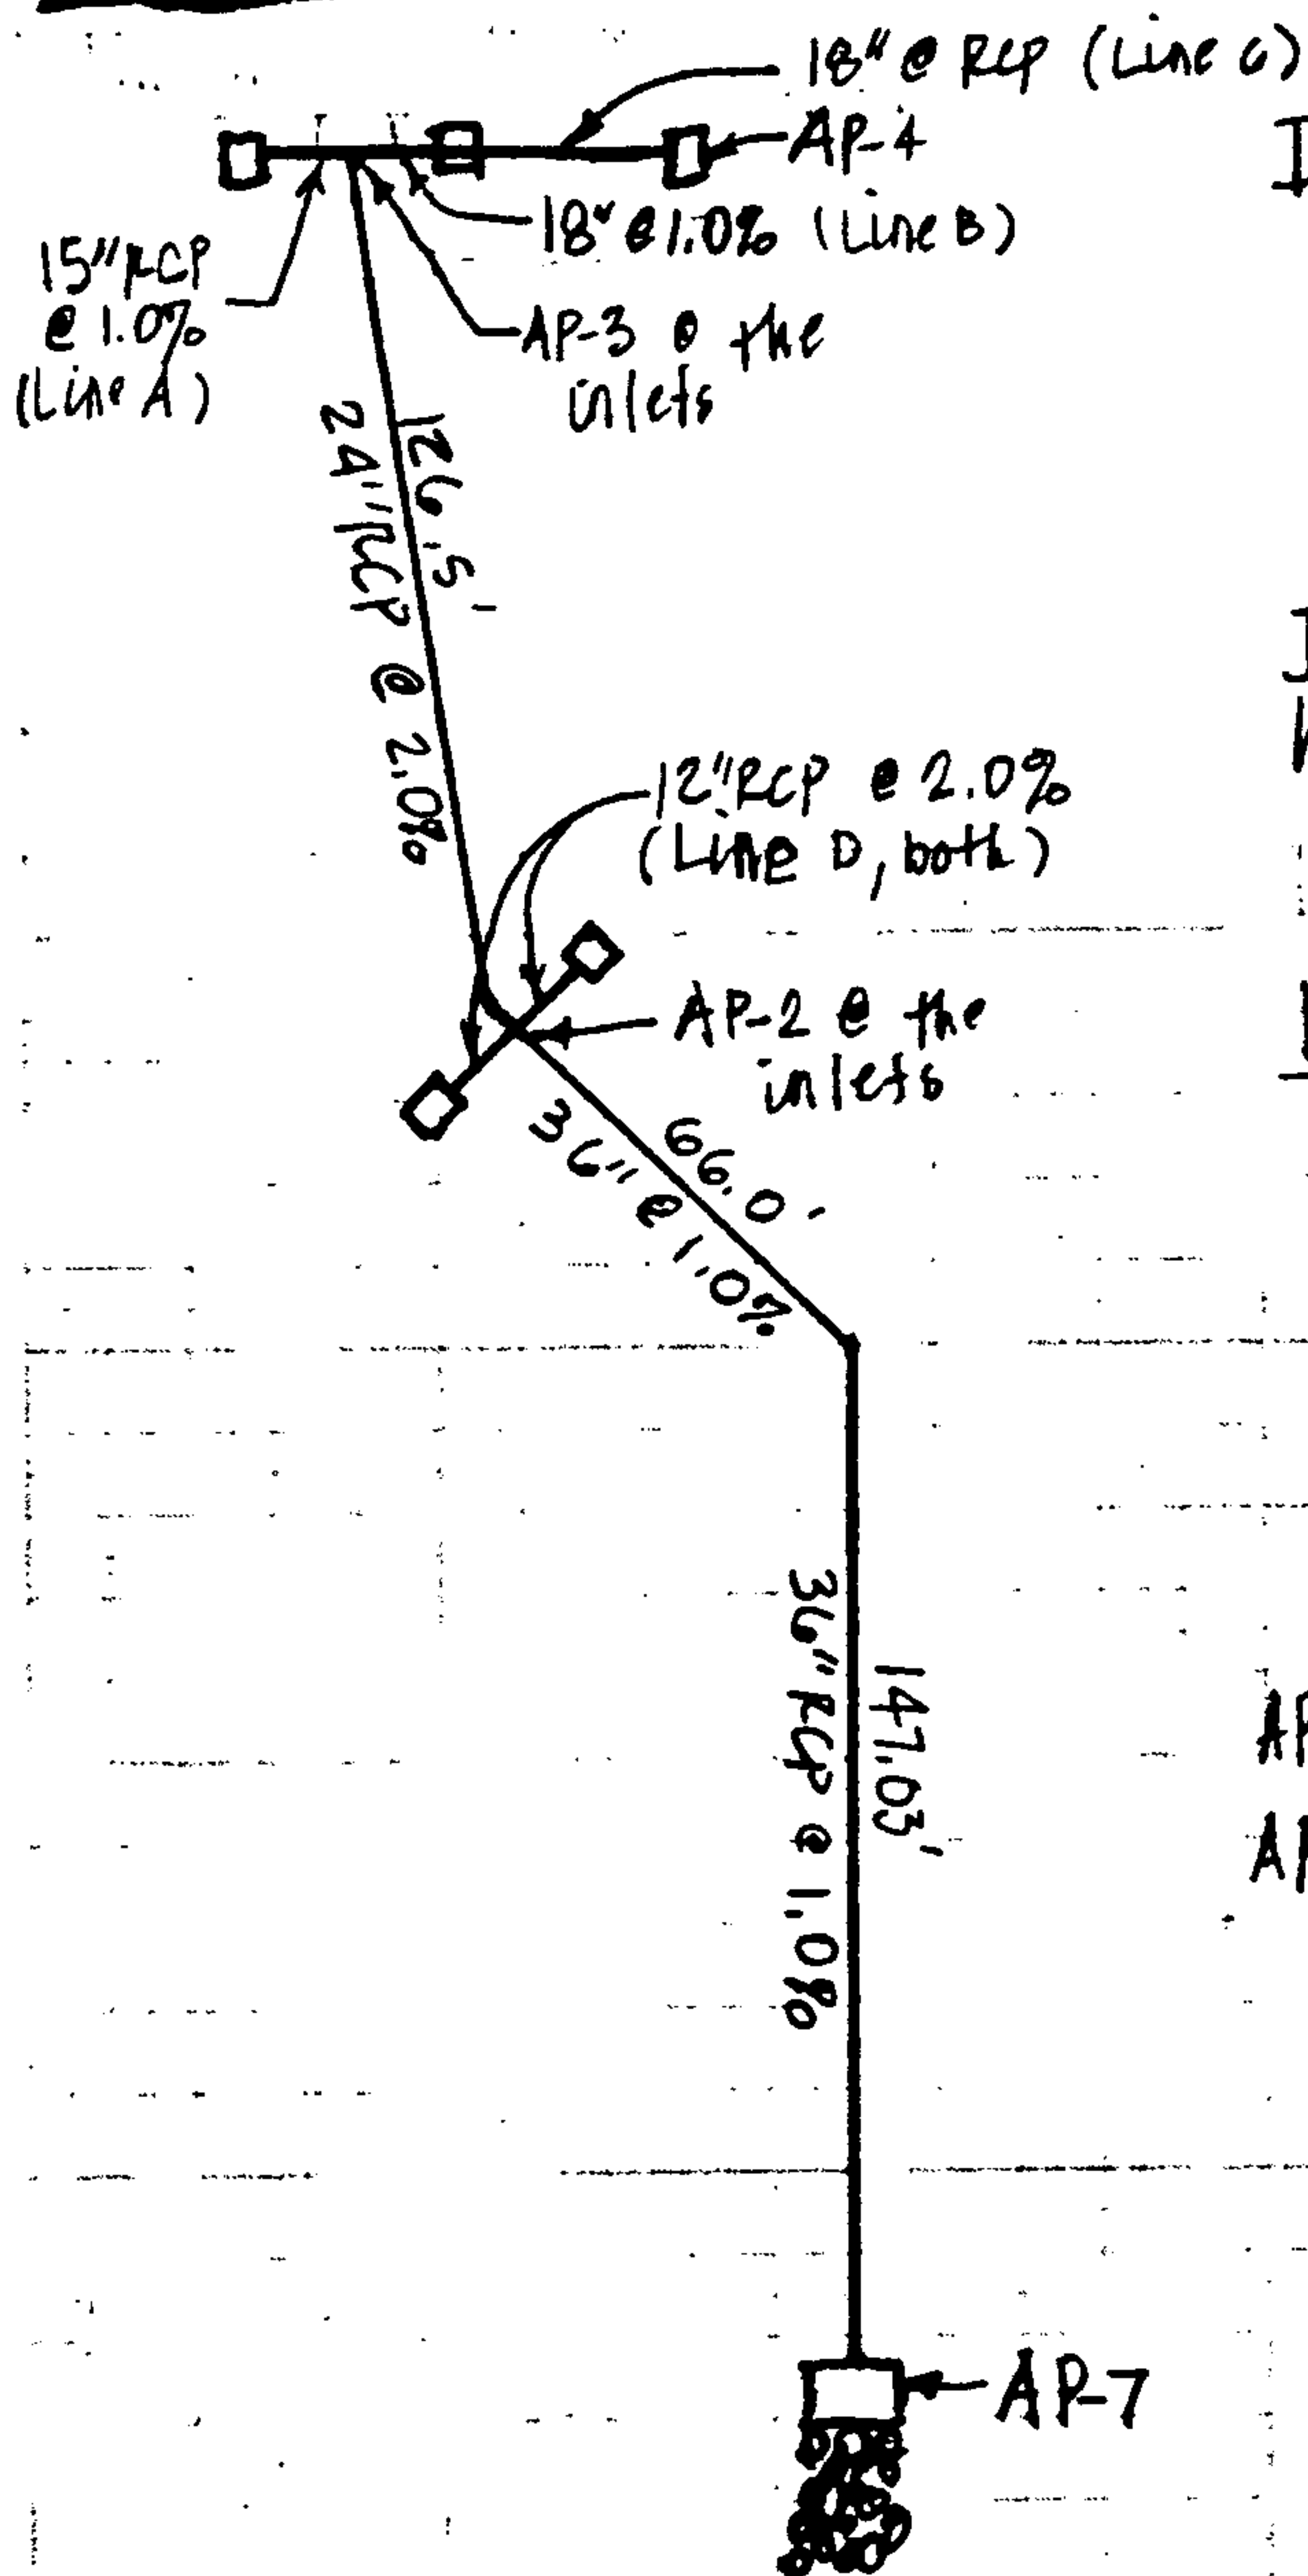 18" @ RCP (Line C)
AP-4
18" @ 1.0% (Line B)
15" RCP
@ 1.0%
(Line A)
AP-3 @ the
inlets
126.5'
24" RCP @ 2.0%
12" RCP @ 2.0%
(Line D, both)
AP-2 @ the
inlets
66.0'
36" @ 1.0%
147.03'
36" RCP @ 1.0%
AP
AP
AP-7